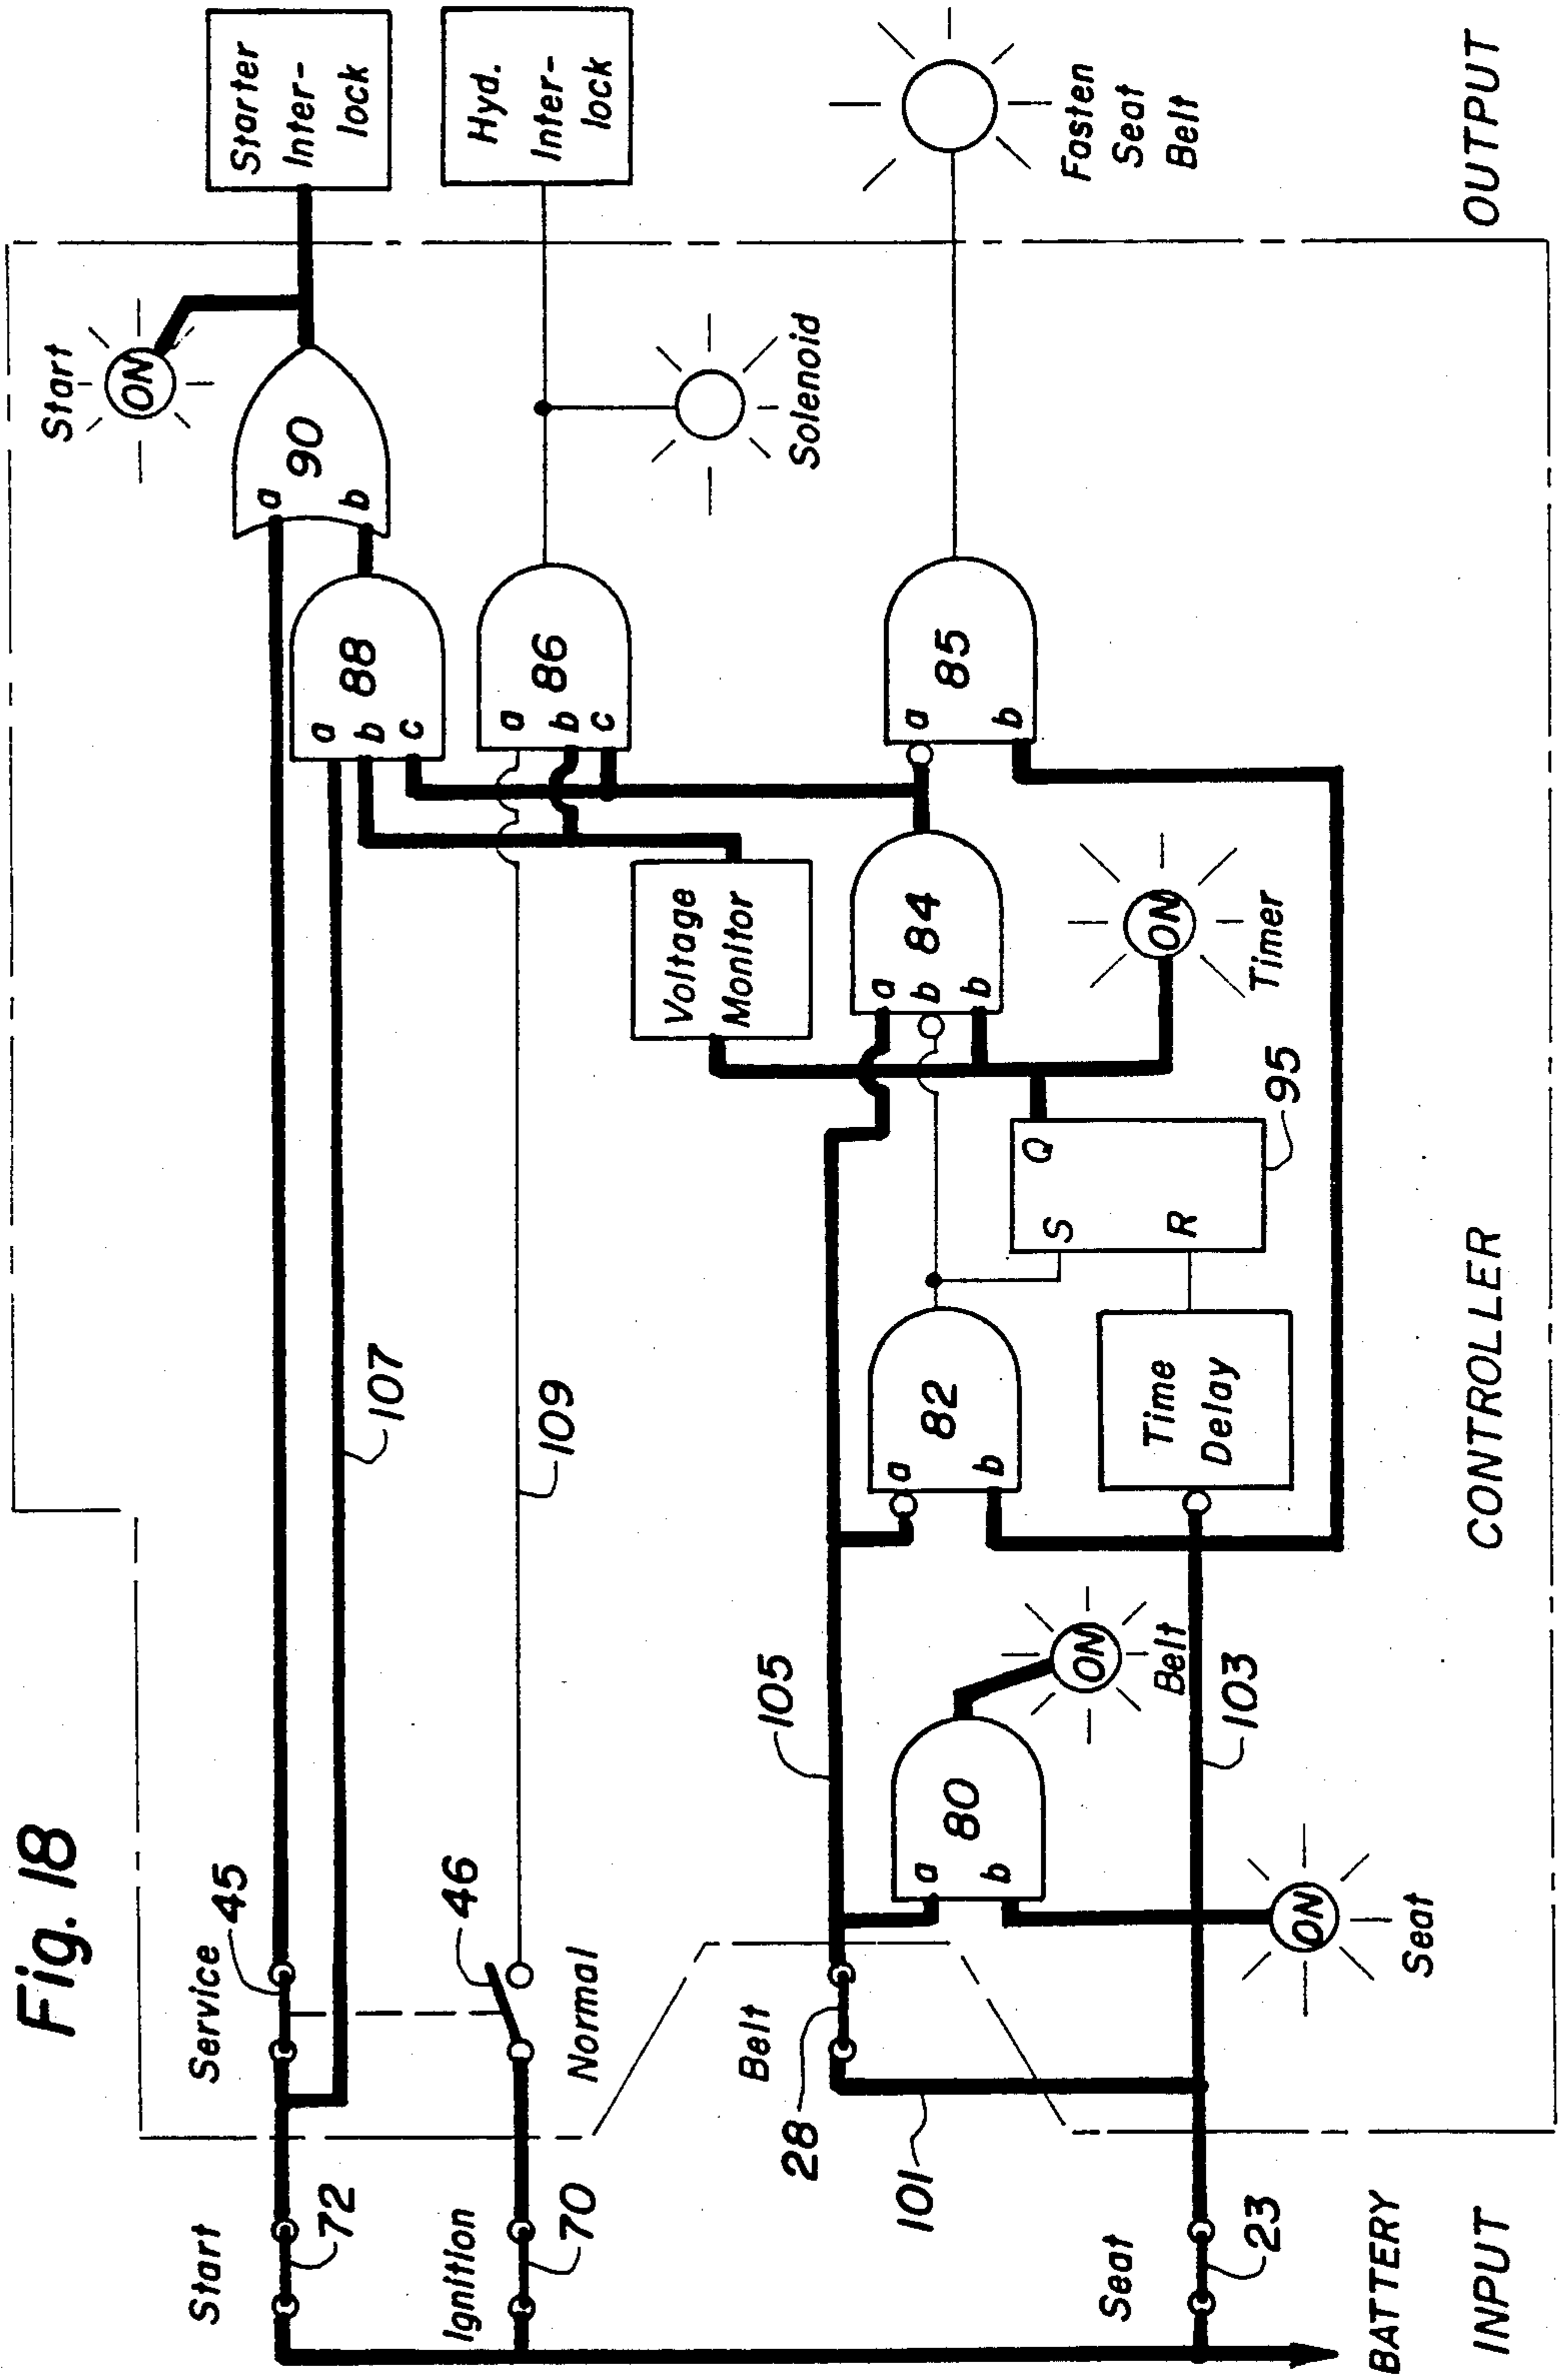 Fig. 18
Start
72
Service
45
107
Start
ON
a
90
b
Starter
Inter-
lock
a
88
b
c
Ignition
70
46
Normal
109
a
86
b
c
Hyd.
Inter-
lock
Solenoid
Voltage
Monitor
Belt
28
101
105
a
80
b
ON
Belt
a
82
b
a
84
b
b
a
85
b
Fasten
Seat
Belt
S
Q
R
95
ON
Timer
Time
Delay
Seat
23
103
ON
Seat
BATTERY
INPUT
CONTROLLER
OUTPUT